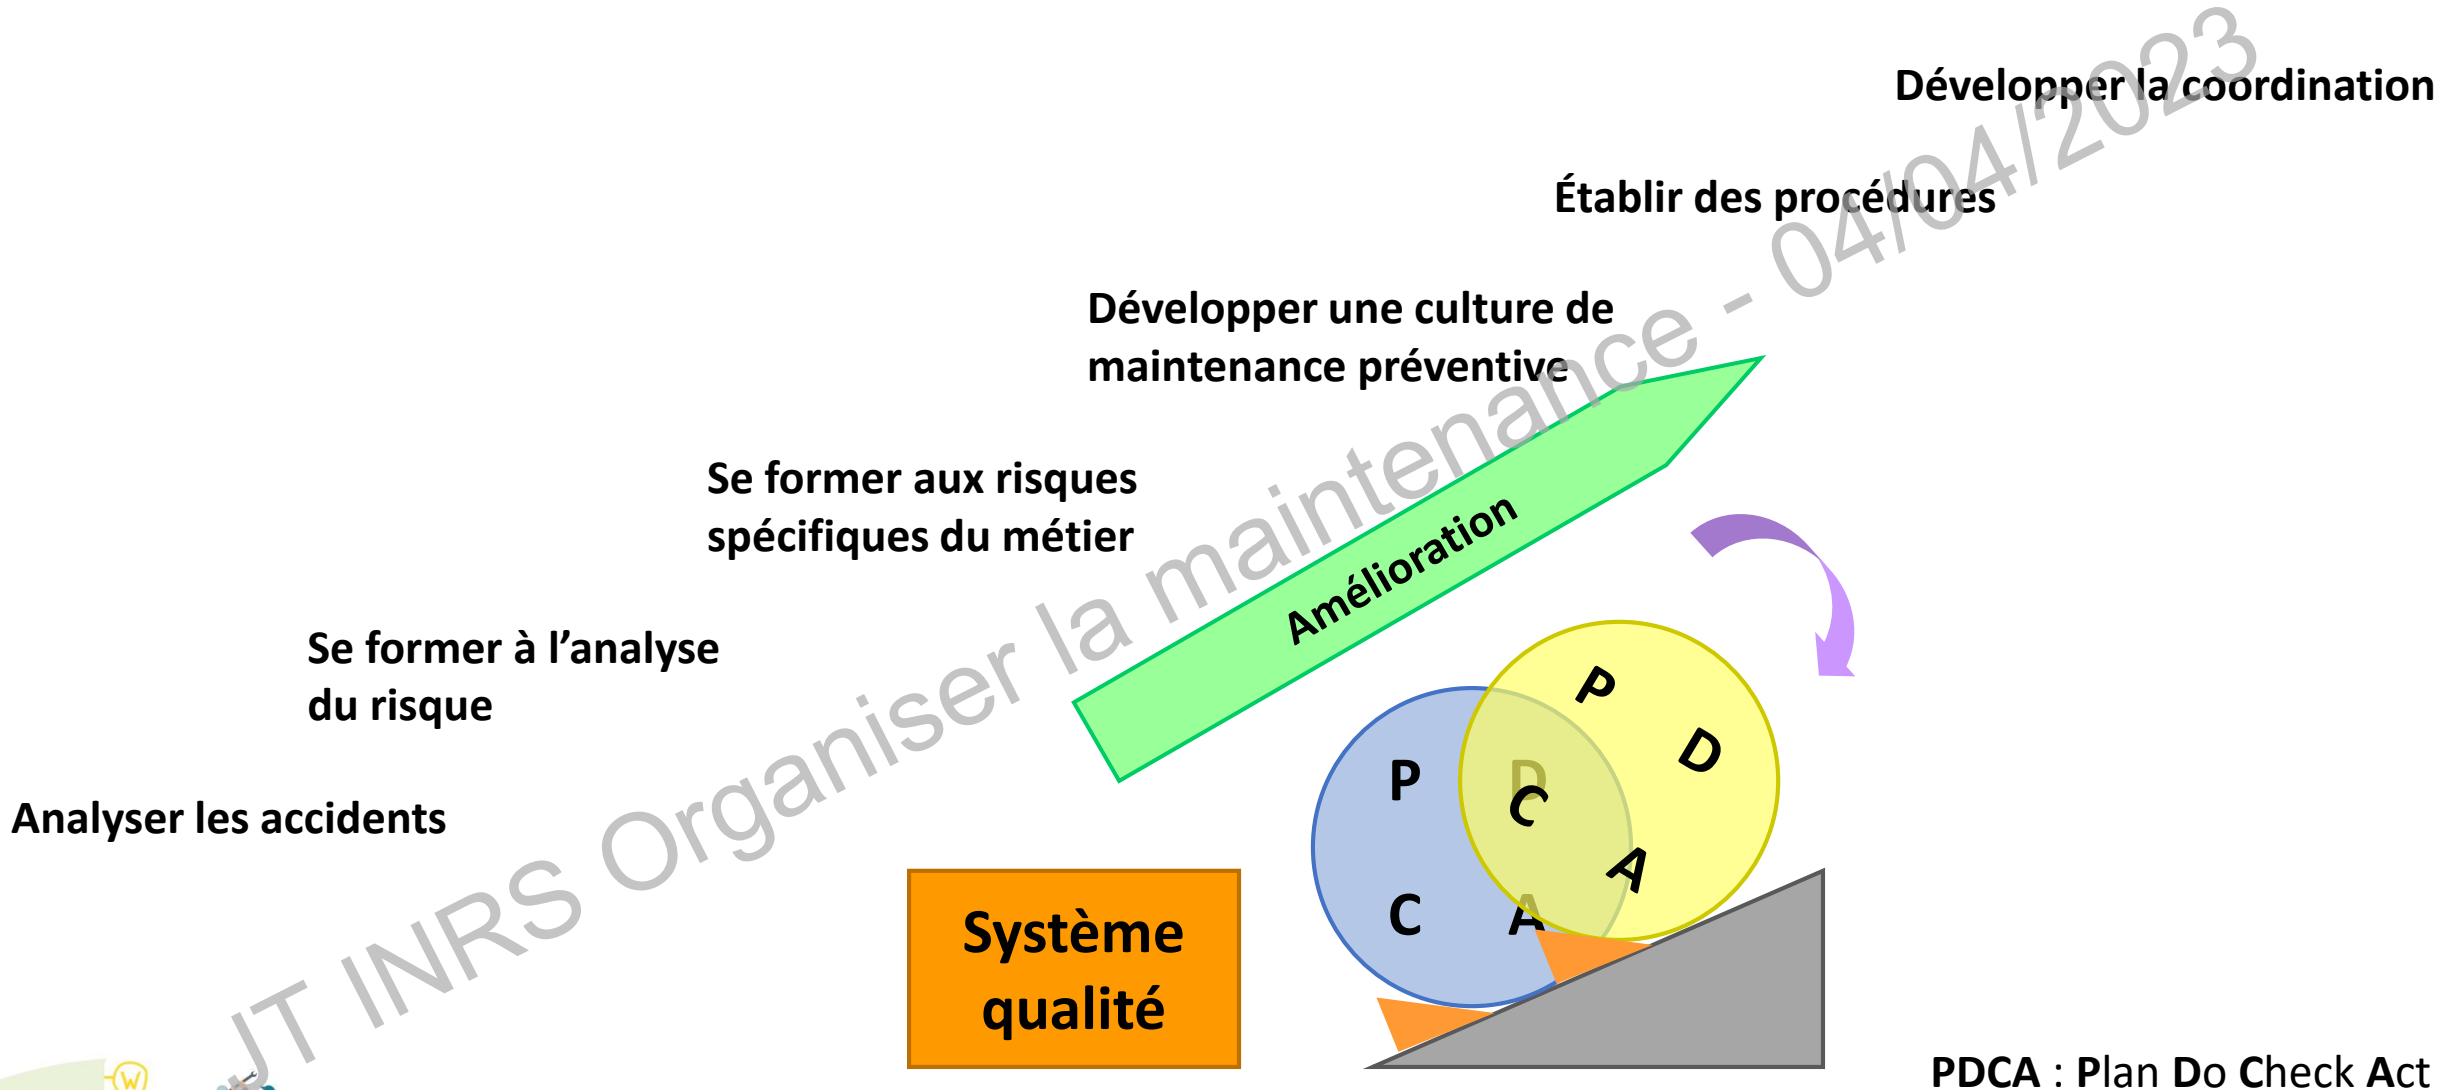 Développer la coordination
Établir des procédures
Développer une culture de
maintenance préventive
Se former aux risques
spécifiques du métier
Amélioration
Se former à l’analyse
du risque
Analyser les accidents
P
D
C
A
P
D
C
A
Système
qualité
PDCA : Plan Do Check Act
JT INRS Organiser la maintenance - 04/04/2023
W